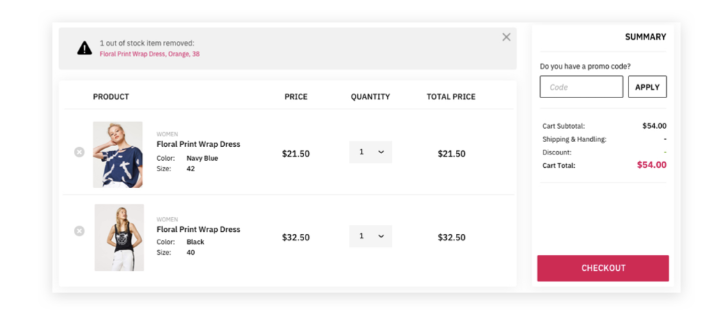 1 out of stock item removed:
Floral Print Wrap Dress, Orange, 38
PRODUCT PRICE QUANTITY TOTAL PRICE
WOMEN
Floral Print Wrap Dress
Color: Navy Blue
Size: 42
$21.50 1 $21.50
WOMEN
Floral Print Wrap Dress
Color: Black
Size: 40
$32.50 1 $32.50
SUMMARY
Do you have a promo code?
Code APPLY
Cart Subtotal: $54.00
Shipping & Handling: -
Discount: -
Cart Total: $54.00
CHECKOUT